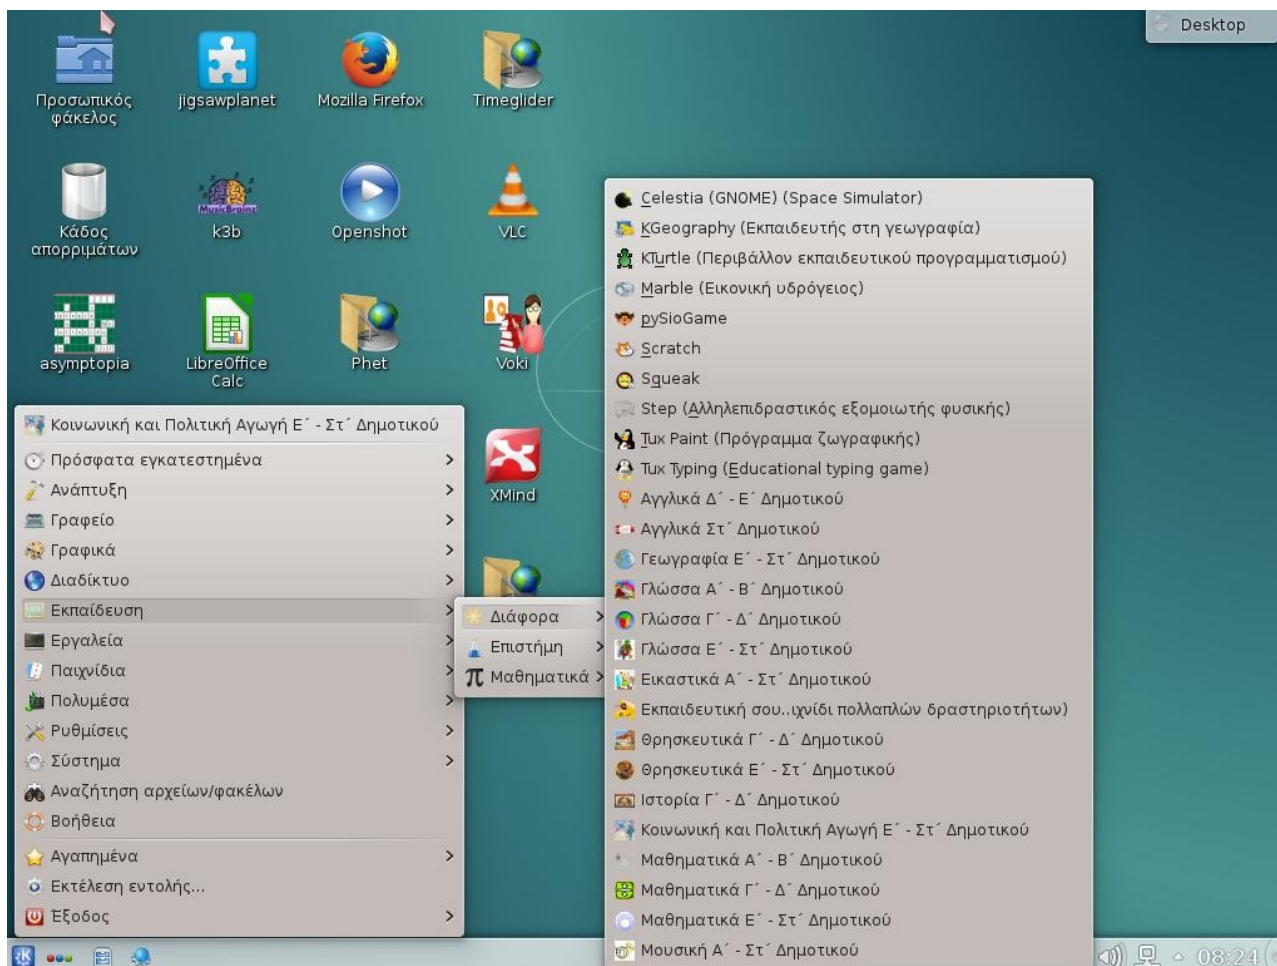 Desktop
Προσωπικός
φάκελος
jigsawplanet
Mozilla Firefox
Timeglider
Κάδος
απορριμάτων
MusicBrainz
k3b
Openshot
VLC
asymptopia
LibreOffice
Calc
Phet
Voki
XMind
Κοινωνική και Πολιτική Αγωγή Ε΄ - Στ΄ Δημοτικού
Πρόσφατα εγκατεστημένα
Ανάπτυξη
Γραφείο
Γραφικά
Διαδίκτυο
Εκπαίδευση
Εργαλεία
Παιχνίδια
Πολυμέσα
Ρυθμίσεις
Σύστημα
Αναζήτηση αρχείων/φακέλων
Βοήθεια
Αγαπημένα
Εκτέλεση εντολής...
Έξοδος
Διάφορα
Επιστήμη
π Μαθηματικά
Celestia (GNOME) (Space Simulator)
KGeography (Εκπαιδευτής στη γεωγραφία)
KTurtle (Περιβάλλον εκπαιδευτικού προγραμματισμού)
Marble (Εικονική υδρόγειος)
pySioGame
Scratch
Squeak
Step (Αλληλεπιδραστικός εξομοιωτής φυσικής)
Tux Paint (Πρόγραμμα ζωγραφικής)
Tux Typing (Educational typing game)
Αγγλικά Δ΄ - Ε΄ Δημοτικού
Αγγλικά Στ΄ Δημοτικού
Γεωγραφία Ε΄ - Στ΄ Δημοτικού
Γλώσσα Α΄ - Β΄ Δημοτικού
Γλώσσα Γ΄ - Δ΄ Δημοτικού
Γλώσσα Ε΄ - Στ΄ Δημοτικού
Εικαστικά Α΄ - Στ΄ Δημοτικού
Εκπαιδευτική σου..ιχνίδι πολλαπλών δραστηριοτήτων)
Θρησκευτικά Γ΄ - Δ΄ Δημοτικού
Θρησκευτικά Ε΄ - Στ΄ Δημοτικού
Ιστορία Γ΄ - Δ΄ Δημοτικού
Κοινωνική και Πολιτική Αγωγή Ε΄ - Στ΄ Δημοτικού
Μαθηματικά Α΄ - Β΄ Δημοτικού
Μαθηματικά Γ΄ - Δ΄ Δημοτικού
Μαθηματικά Ε΄ - Στ΄ Δημοτικού
Μουσική Α΄ - Στ΄ Δημοτικού
08:24